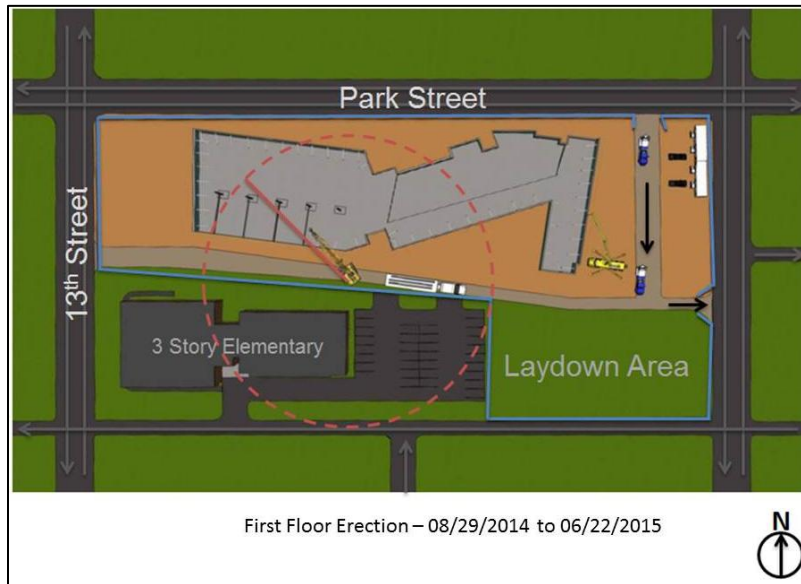 Park Street
13th Street
3 Story Elementary
Laydown Area
First Floor Erection – 08/29/2014 to 06/22/2015
N